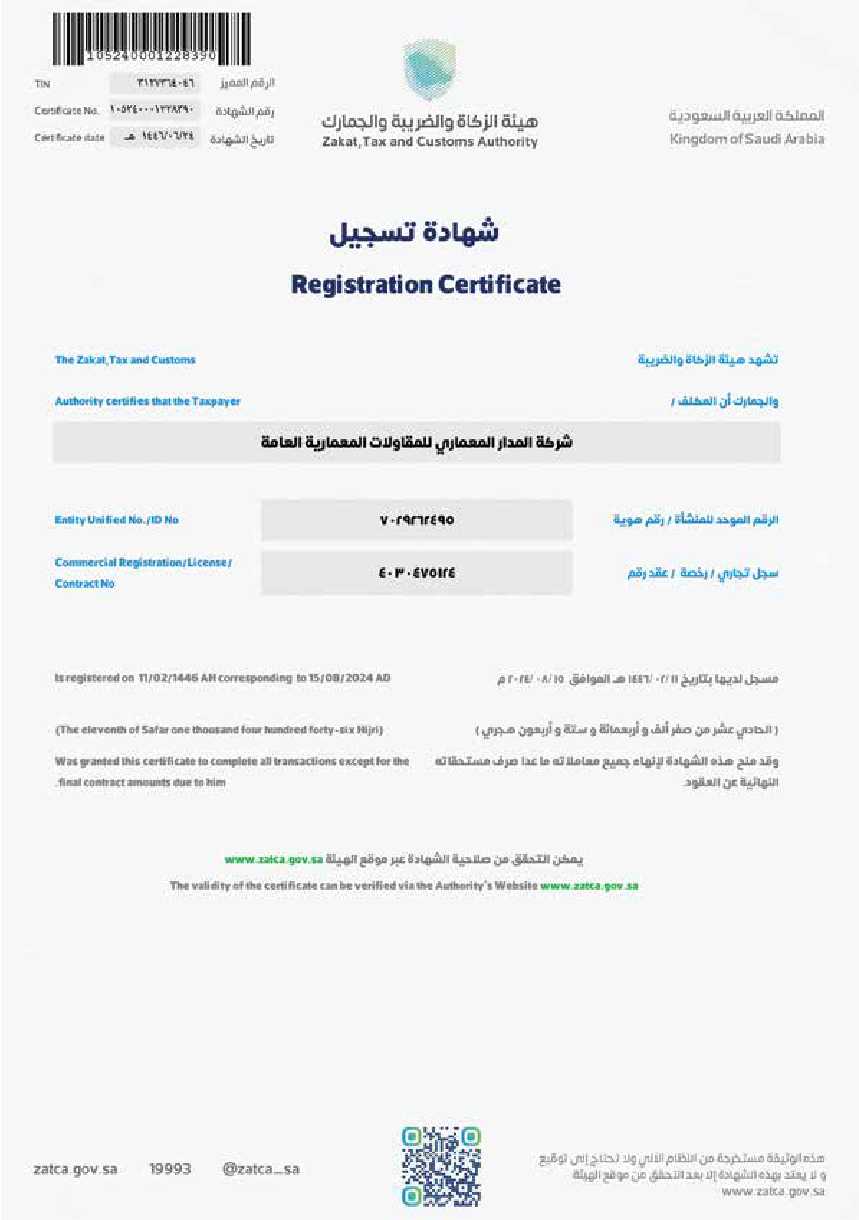 1052400001228390
TIN ٣١٢٧٣٦٤٠٤٦ الرقم المميز
Certificate No. ١٠٥٢٤٠٠٠١٢٢٨٣٩٠ رقم الشهادة
Certificate date ١٤٤٦/٠٦/٢٤ هـ تاريخ الشهادة
هيئة الزكاة والضريبة والجمارك
Zakat, Tax and Customs Authority
المملكة العربية السعودية
Kingdom of Saudi Arabia
شهادة تسجيل
Registration Certificate
The Zakat, Tax and Customs تشهد هيئة الزكاة والضريبة
Authority certifies that the Taxpayer والجمارك أن المكلف /
شركة المدار المعماري للمقاولات المعمارية العامة
Entity Unified No./ID No ٧٠٢٩٦٢٤٩٥ الرقم الموحد للمنشأة / رقم هوية
Commercial Registration/License/
Contract No ٤٠٣٠٤٧٥١٢٤ سجل تجاري / رخصة / عقد رقم
Is registered on 11/02/1446 AH corresponding to 15/08/2024 AD مسجل لديها بتاريخ ١٤٤٦/٠٢/١١ هـ الموافق ٢٠٢٤/٠٨/١٥ م
(The eleventh of Safar one thousand four hundred forty-six Hijri) ( الحادي عشر من صفر ألف و أربعمائة و ستة و أربعون هجري )
Was granted this certificate to complete all transactions except for the وقد منح هذه الشهادة لإنهاء جميع معاملاته ما عدا صرف مستحقاته
.final contract amounts due to him النهائية عن العقود.
يمكن التحقق من صلاحية الشهادة عبر موقع الهيئة www.zatca.gov.sa
The validity of the certificate can be verified via the Authority's Website www.zatca.gov.sa
هذه الوثيقة مستخرجة من النظام الآلي ولا تحتاج إلى توقيع
و لا يعتد بهذه الشهادة إلا بعد التحقق من موقع الهيئة
www.zatca.gov.sa
zatca.gov.sa 19993 @zatca_sa